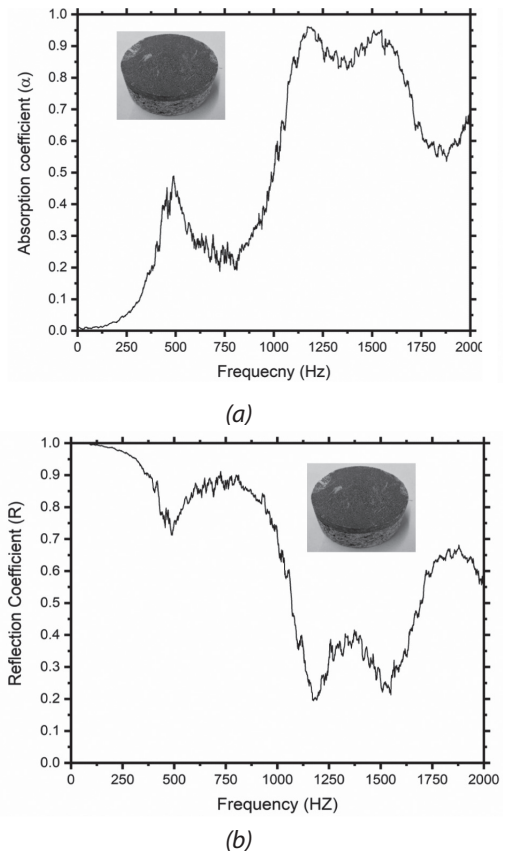 1.0
0.9
0.8
0.7
0.6
0.5
0.4
0.3
0.2
0.1
0.0
Absorption coefficient (α)
0 250 500 750 1000 1250 1500 1750 2000
Frequecny (Hz)
(a)
1.0
0.9
0.8
0.7
0.6
0.5
0.4
0.3
0.2
0.1
0.0
Reflection Coefficient (R)
0 250 500 750 1000 1250 1500 1750 2000
Frequency (HZ)
(b)